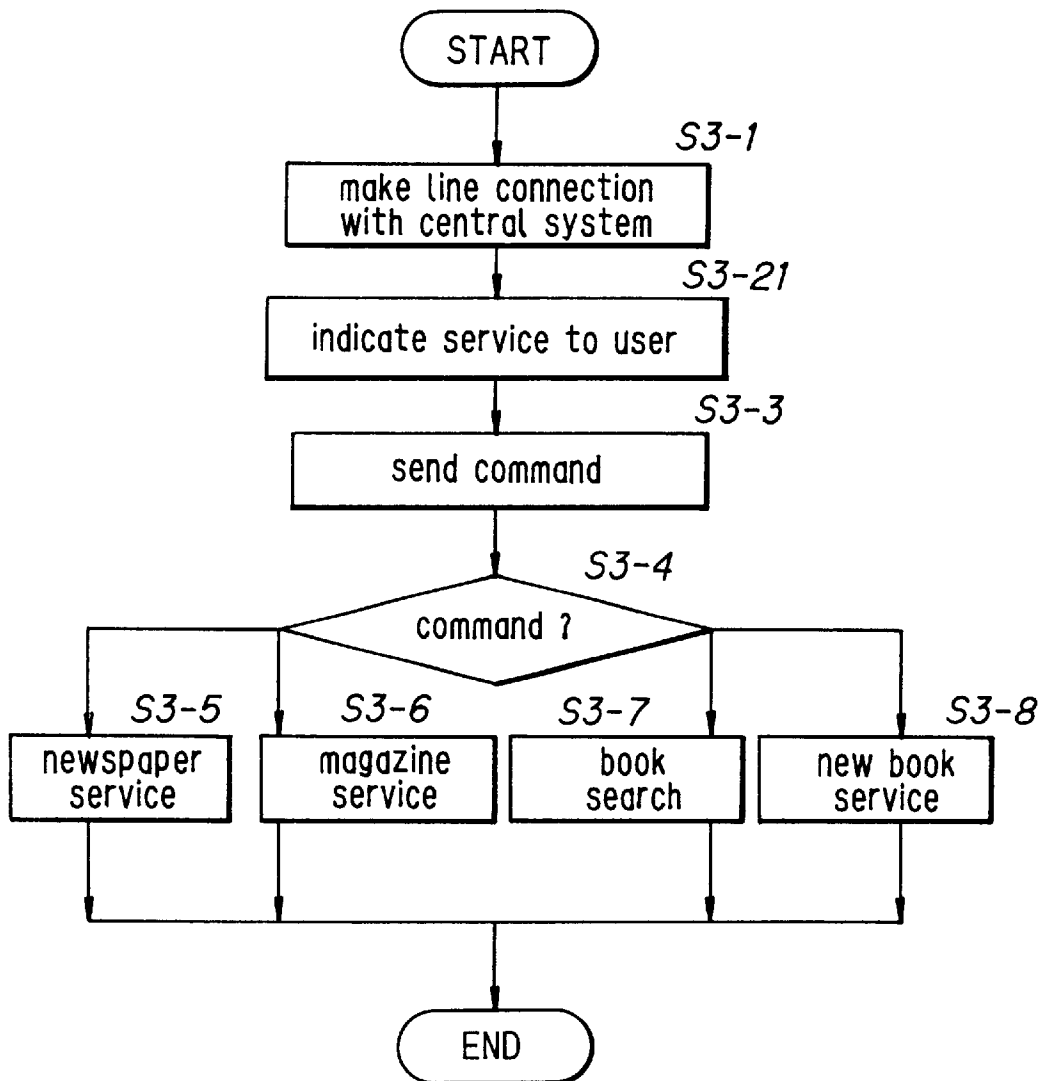 START
S3-1
make line connection
with central system
S3-21
indicate service to user
S3-3
send command
S3-4
command ?
S3-5
newspaper
service
S3-6
magazine
service
S3-7
book
search
S3-8
new book
service
END